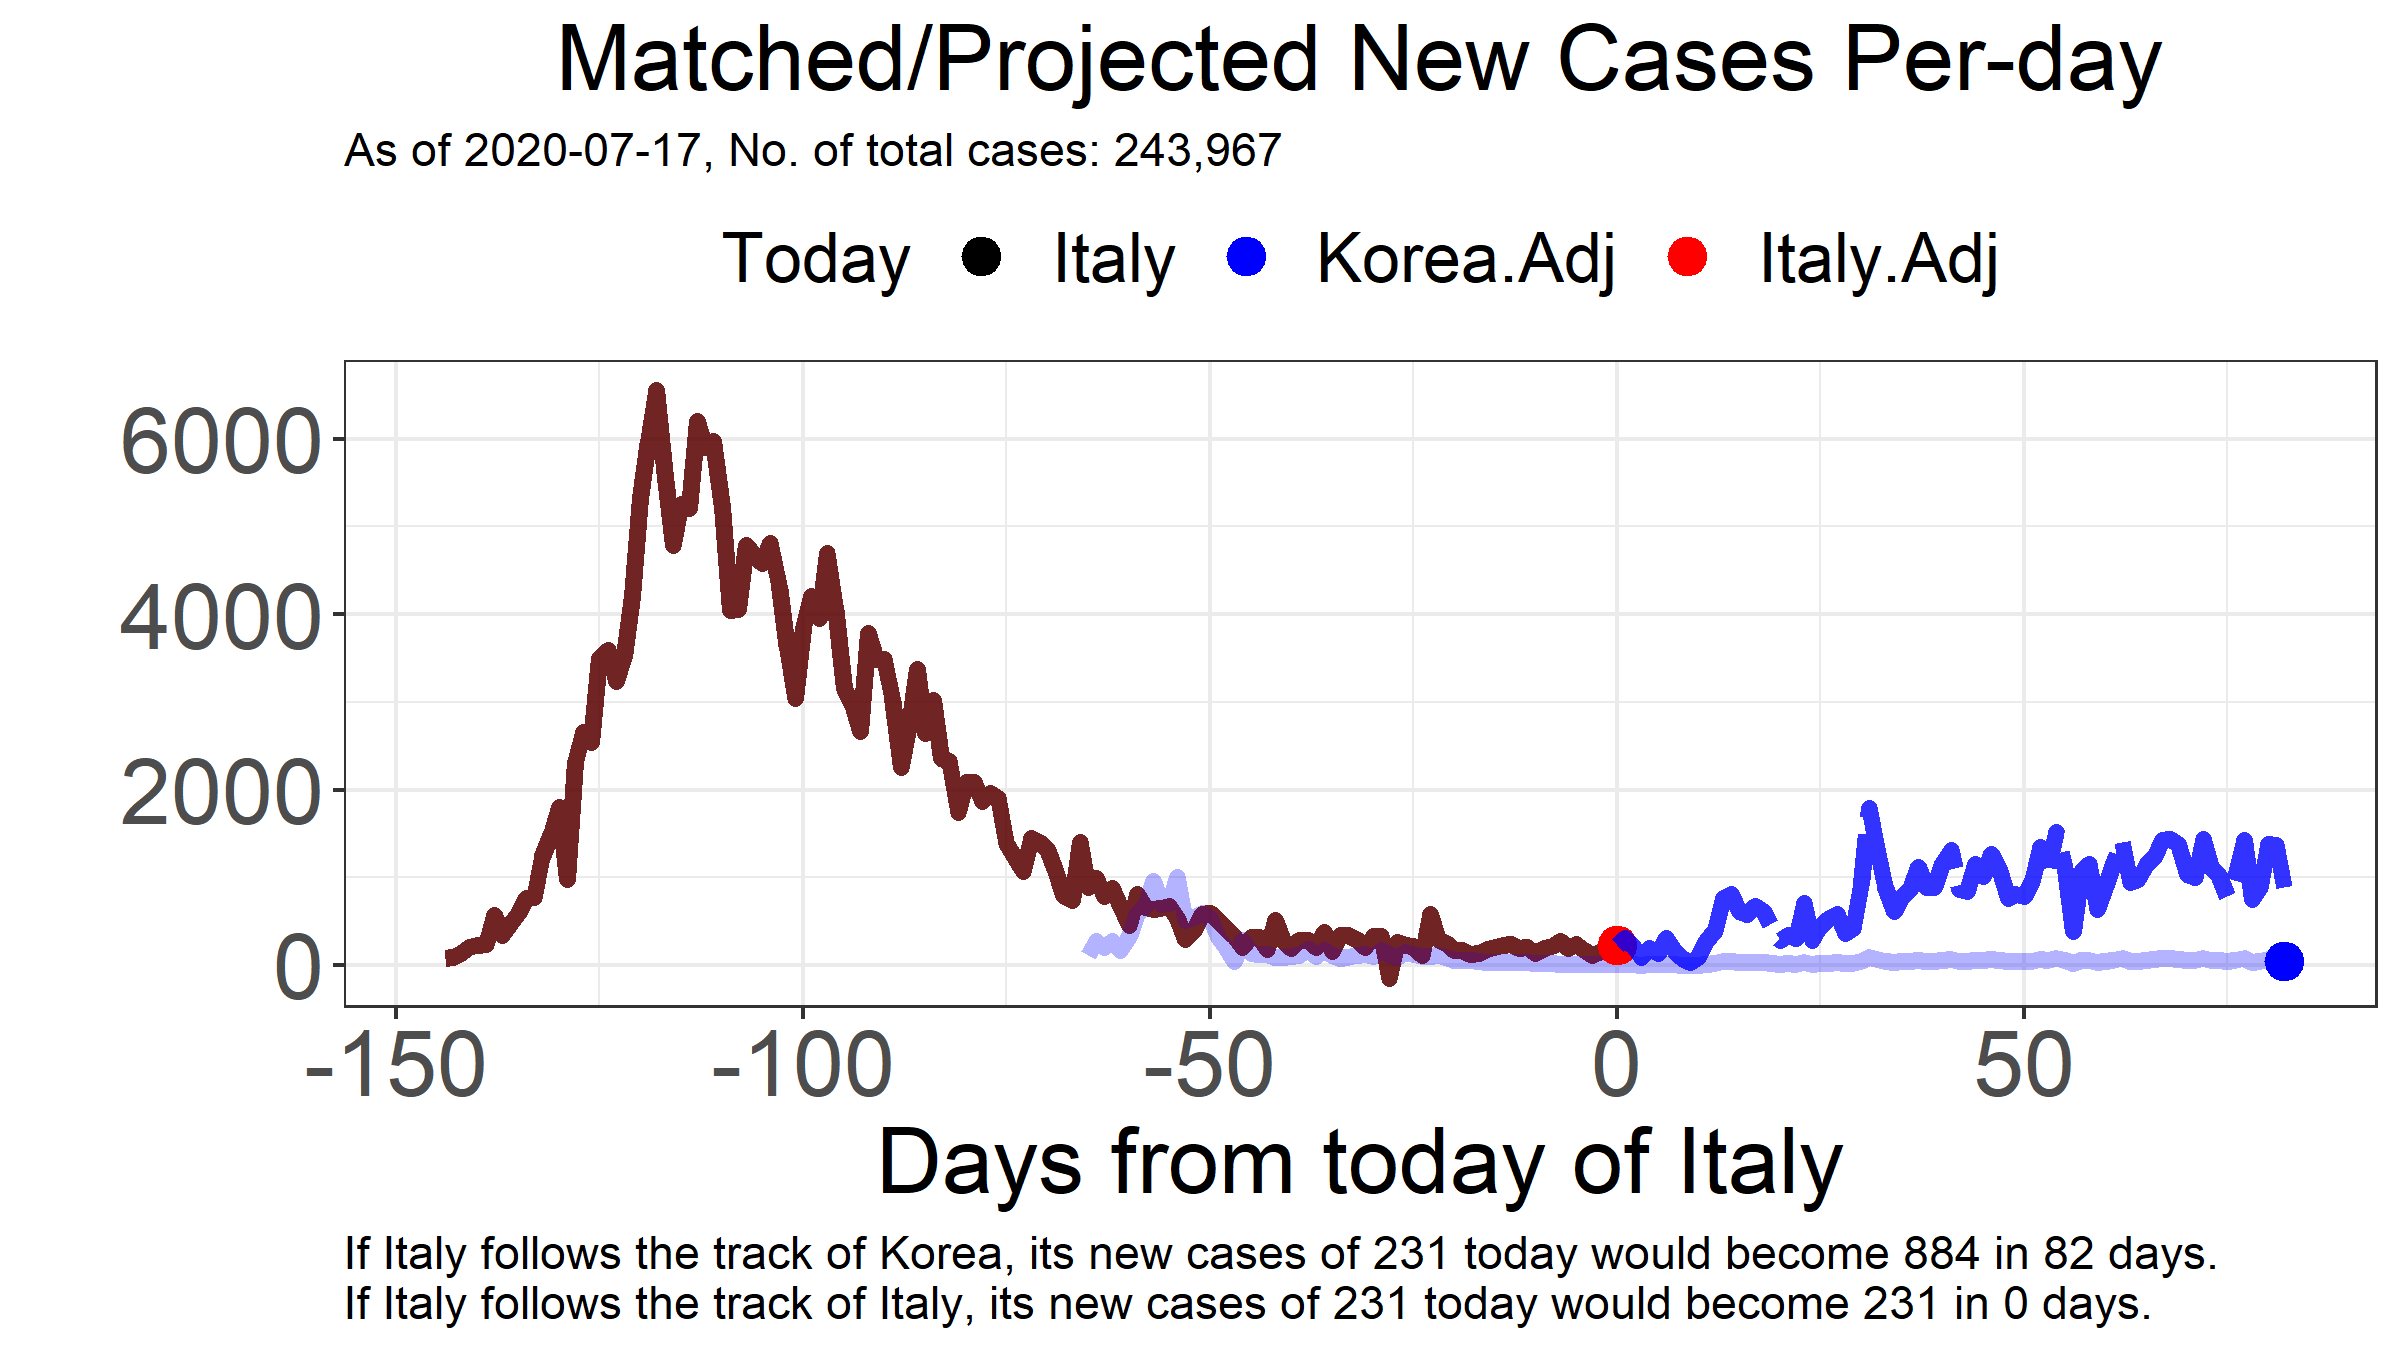 Matched/Projected New Cases Per-day
As of 2020-07-17, No. of total cases: 243,967
Today Italy Korea.Adj Italy.Adj
6000
4000
2000
0
-150 -100 -50 0 50
Days from today of Italy
If Italy follows the track of Korea, its new cases of 231 today would become 884 in 82 days.
If Italy follows the track of Italy, its new cases of 231 today would become 231 in 0 days.